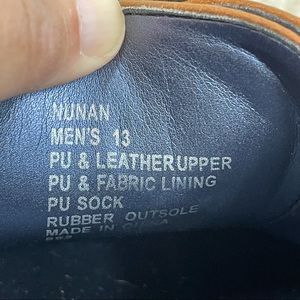 NUNAN
MEN'S 13
PU & LEATHER UPPER
PU & FABRIC LINING
PU SOCK
RUBBER OUTSOLE
MADE IN CHINA